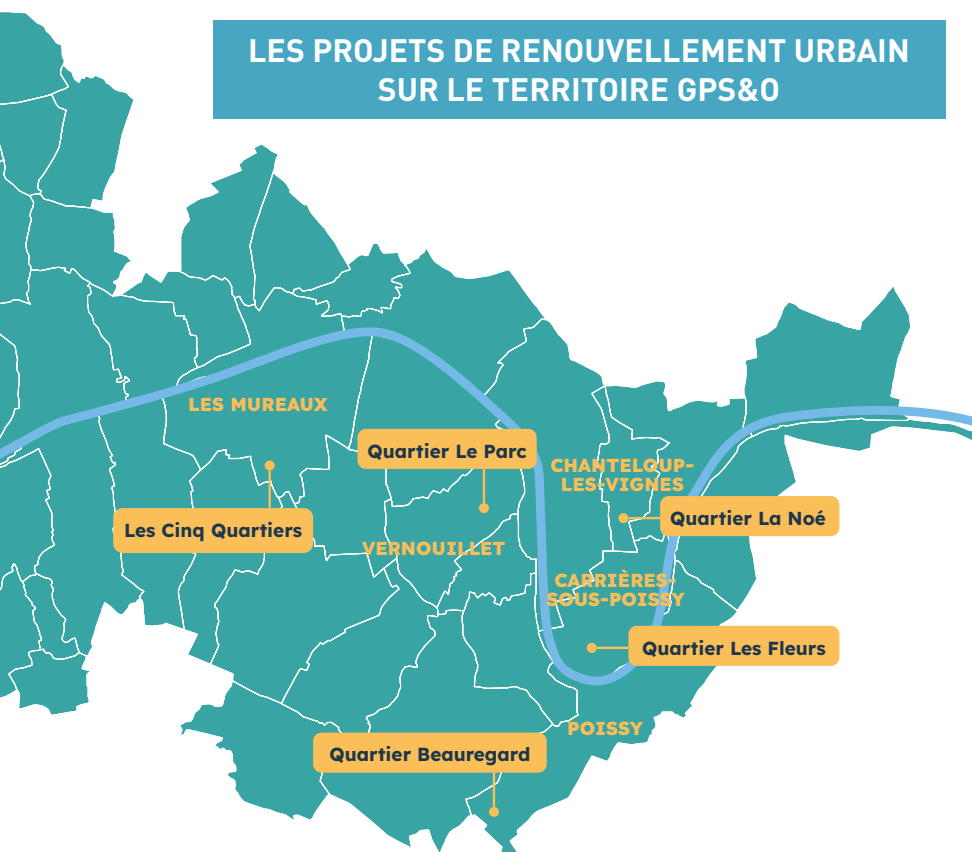 LES PROJETS DE RENOUVELLEMENT URBAIN
SUR LE TERRITOIRE GPS&O
LES MUREAUX
Quartier Le Parc
CHANTELOUP-
LES-VIGNES
Quartier La Noé
Les Cinq Quartiers
VERNOUILLET
CARRIÈRES-
SOUS-POISSY
Quartier Les Fleurs
POISSY
Quartier Beauregard